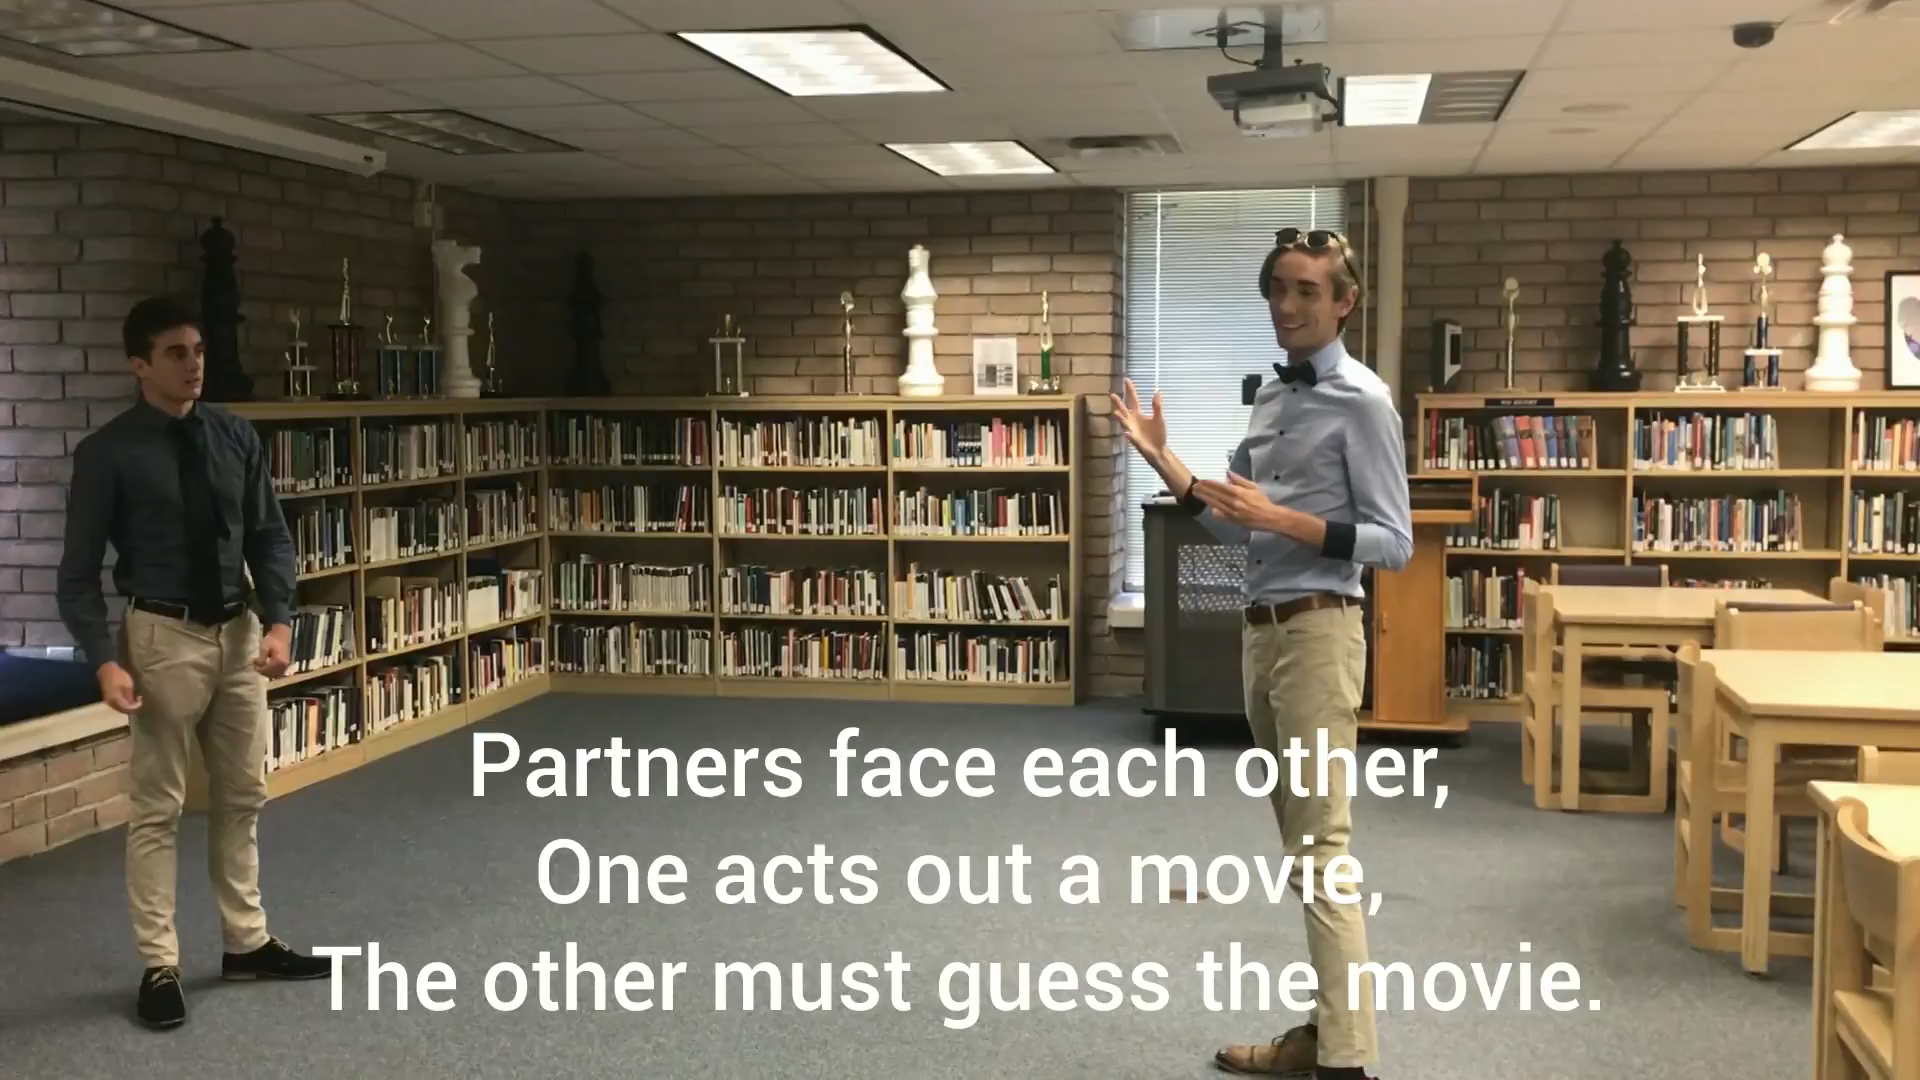 Partners face each other,
One acts out a movie,
The other must guess the movie.